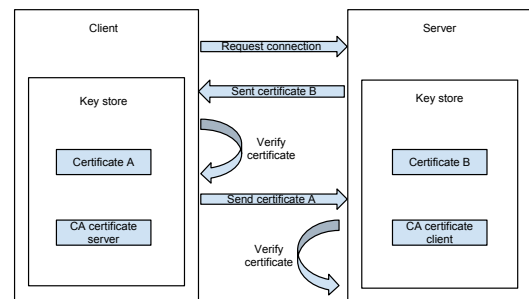 Client
Server
Request connection
Sent certificate B
Key store
Key store
Verify
certificate
Certificate A
Certificate B
Send certificate A
CA certificate
server
CA certificate
client
Verify
certificate